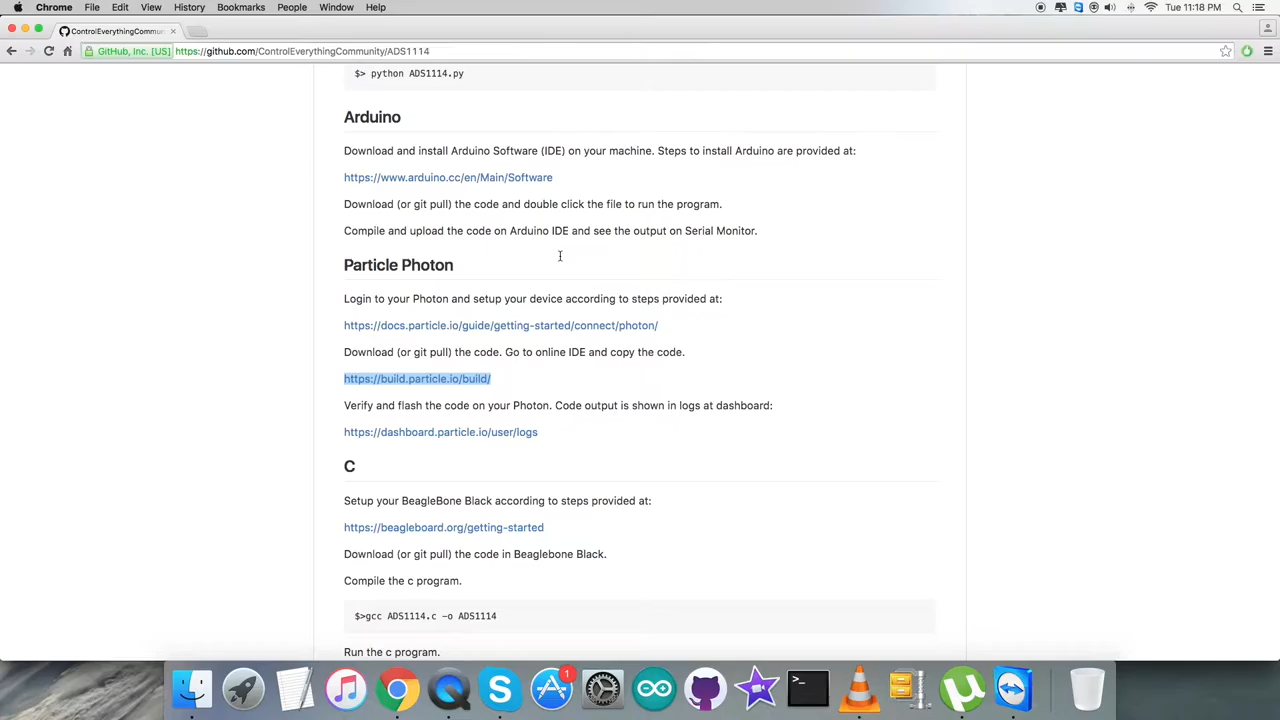 Chrome File Edit View History Bookmarks People Window Help Tue 11:18 PM
ControlEverythingCommuni
GitHub, Inc. [US] https://github.com/ControlEverythingCommunity/ADS1114
$> python ADS1114.py
Arduino
Download and install Arduino Software (IDE) on your machine. Steps to install Arduino are provided at:
https://www.arduino.cc/en/Main/Software
Download (or git pull) the code and double click the file to run the program.
Compile and upload the code on Arduino IDE and see the output on Serial Monitor.
Particle Photon
Login to your Photon and setup your device according to steps provided at:
https://docs.particle.io/guide/getting-started/connect/photon/
Download (or git pull) the code. Go to online IDE and copy the code.
https://build.particle.io/build/
Verify and flash the code on your Photon. Code output is shown in logs at dashboard:
https://dashboard.particle.io/user/logs
C
Setup your BeagleBone Black according to steps provided at:
https://beagleboard.org/getting-started
Download (or git pull) the code in Beaglebone Black.
Compile the c program.
$>gcc ADS1114.c -o ADS1114
Run the c program.
1